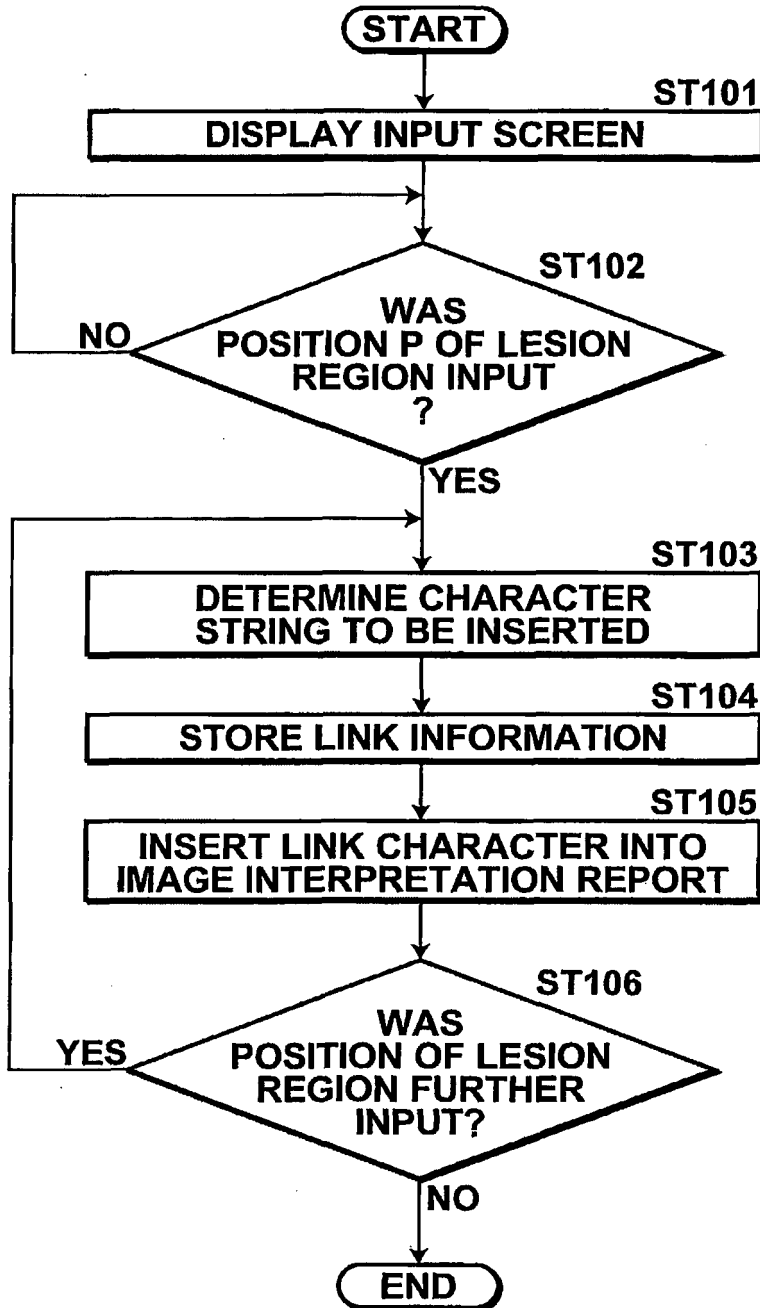 START
ST101
DISPLAY INPUT SCREEN
ST102
WAS
POSITION P OF LESION
REGION INPUT
?
NO
YES
ST103
DETERMINE CHARACTER
STRING TO BE INSERTED
ST104
STORE LINK INFORMATION
ST105
INSERT LINK CHARACTER INTO
IMAGE INTERPRETATION REPORT
ST106
WAS
POSITION OF LESION
REGION FURTHER
INPUT?
YES
NO
END